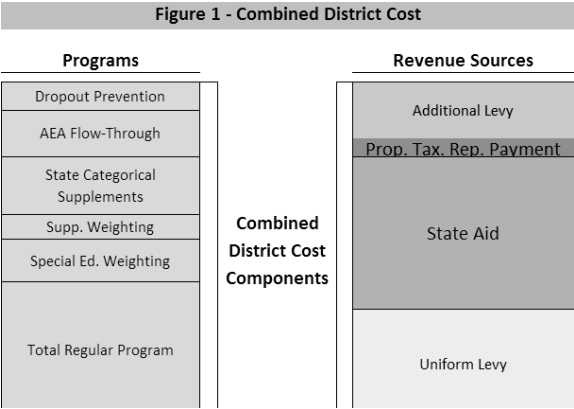 Figure 1 - Combined District Cost
Programs
Dropout Prevention
AEA Flow-Through
State Categorical
Supplements
Supp. Weighting
Special Ed. Weighting
Total Regular Program
Combined
District Cost
Components
Revenue Sources
Additional Levy
Prop. Tax. Rep. Payment
State Aid
Uniform Levy